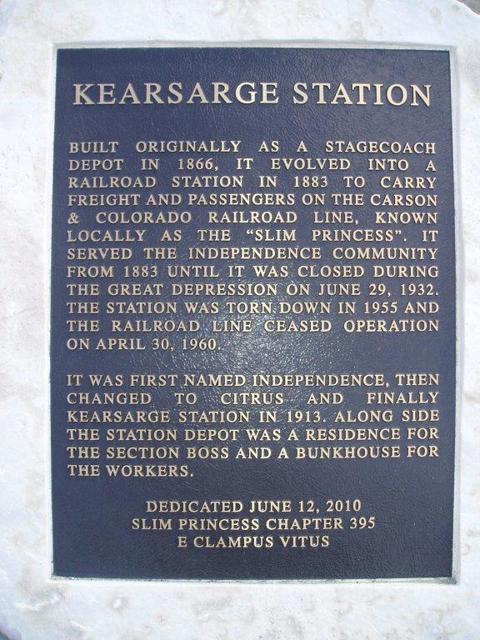 KEARSARGE STATION
BUILT ORIGINALLY AS A STAGECOACH
DEPOT IN 1866, IT EVOLVED INTO A
RAILROAD STATION IN 1883 TO CARRY
FREIGHT AND PASSENGERS ON THE CARSON
& COLORADO RAILROAD LINE, KNOWN
LOCALLY AS THE "SLIM PRINCESS". IT
SERVED THE INDEPENDENCE COMMUNITY
FROM 1883 UNTIL IT WAS CLOSED DURING
THE GREAT DEPRESSION ON JUNE 29, 1932.
THE STATION WAS TORN DOWN IN 1955 AND
THE RAILROAD LINE CEASED OPERATION
ON APRIL 30, 1960.
IT WAS FIRST NAMED INDEPENDENCE, THEN
CHANGED TO CITRUS AND FINALLY
KEARSARGE STATION IN 1913. ALONG SIDE
THE STATION DEPOT WAS A RESIDENCE FOR
THE SECTION BOSS AND A BUNKHOUSE FOR
THE WORKERS.
DEDICATED JUNE 12, 2010
SLIM PRINCESS CHAPTER 395
E CLAMPUS VITUS